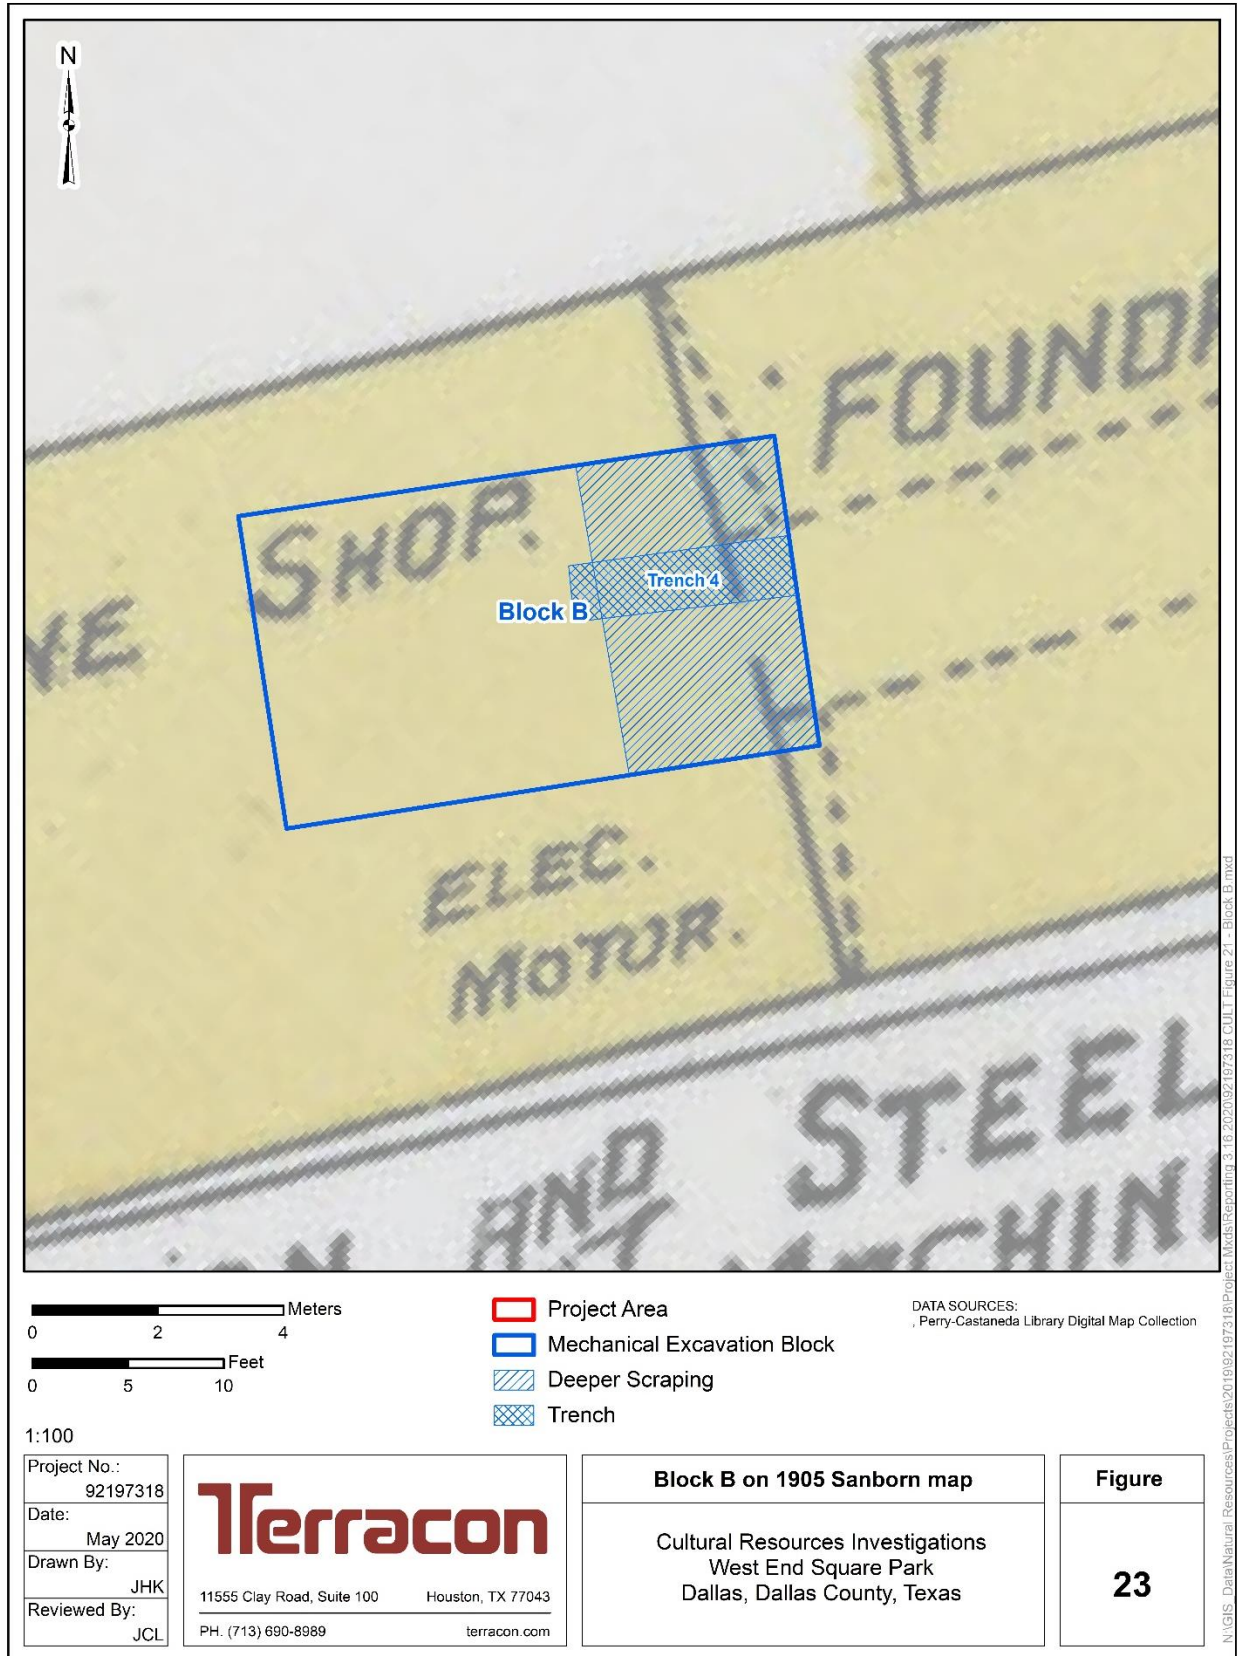 N
1
FOUND
SHOP.
Trench 4
Block B
ELEC.
MOTOR.
STEEL
AND
Meters
0 2 4
Feet
0 5 10
1:100
Project Area
Mechanical Excavation Block
Deeper Scraping
Trench
DATA SOURCES:
, Perry-Castaneda Library Digital Map Collection
Project No.:
92197318
Date:
May 2020
Drawn By:
JHK
Reviewed By:
JCL
Terracon
11555 Clay Road, Suite 100 Houston, TX 77043
PH. (713) 690-8989 terracon.com
Block B on 1905 Sanborn map
Cultural Resources Investigations
West End Square Park
Dallas, Dallas County, Texas
Figure
23
N:\GIS_Data\Natural Resources\Projects\2019\92197318\Project Mxds\Reporting 3.16.2020\92197318 CULT Figure 21 - Block B.mxd